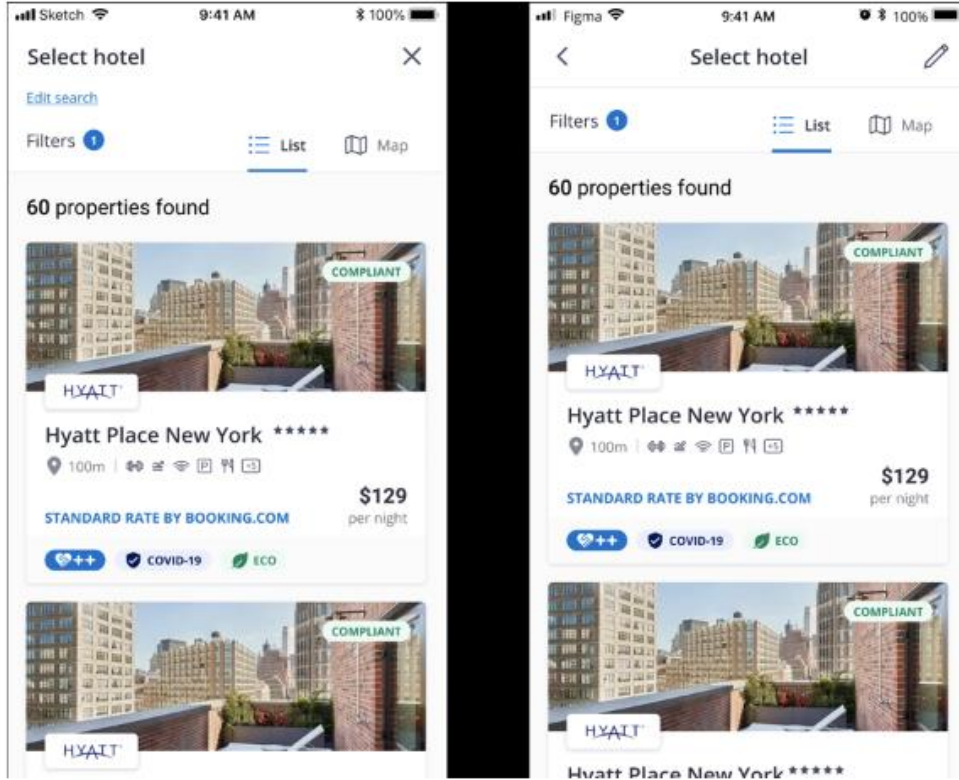 Sketch 9:41 AM 100%
Select hotel
Edit search
Filters 1 List Map
60 properties found
COMPLIANT
HYATT
Hyatt Place New York *****
100m | P +5
$129
STANDARD RATE BY BOOKING.COM per night
++ COVID-19 ECO
COMPLIANT
HYATT
Figma 9:41 AM 100%
Select hotel
Filters 1 List Map
60 properties found
COMPLIANT
HYATT
Hyatt Place New York *****
100m | P +5
$129
STANDARD RATE BY BOOKING.COM per night
++ COVID-19 ECO
COMPLIANT
HYATT
Hyatt Place New York *****